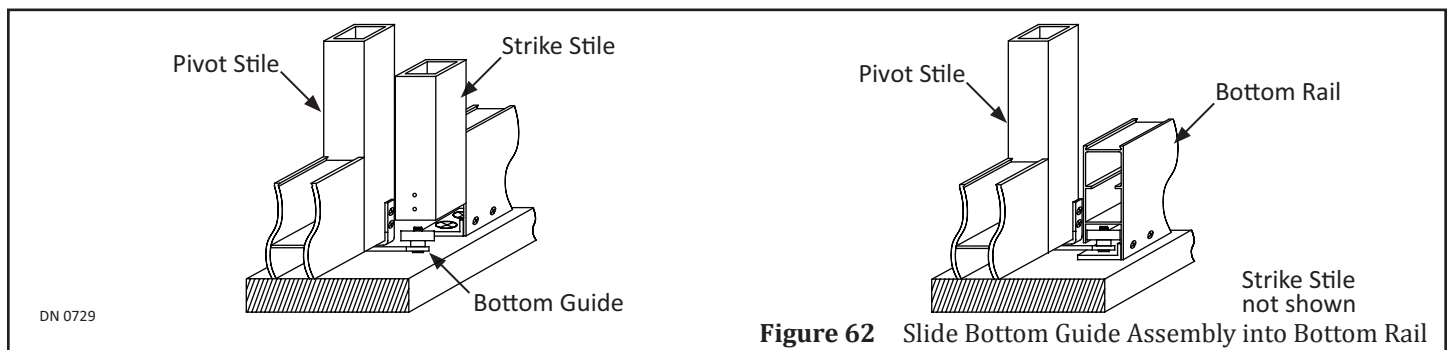 Pivot Stile
Strike Stile
Bottom Guide
DN 0729
Pivot Stile
Bottom Rail
Strike Stile
not shown
Figure 62 Slide Bottom Guide Assembly into Bottom Rail